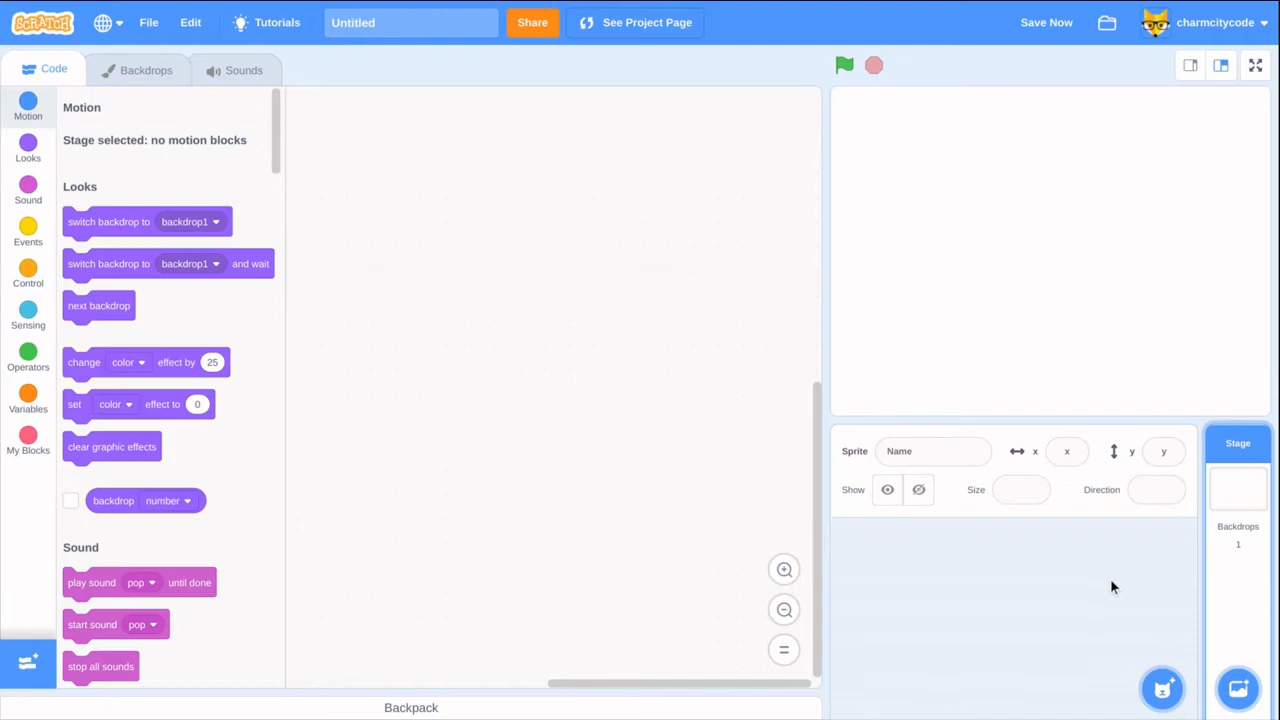 SCRATCH
File
Edit
Tutorials
Untitled
Share
See Project Page
Save Now
charmcitycode
Code
Backdrops
Sounds
Motion
Looks
Sound
Events
Control
Sensing
Operators
Variables
My Blocks
Motion
Stage selected: no motion blocks
Looks
switch backdrop to backdrop1
switch backdrop to backdrop1 and wait
next backdrop
change color effect by 25
set color effect to 0
clear graphic effects
backdrop number
Sound
play sound pop until done
start sound pop
stop all sounds
Backpack
Sprite Name x x y y
Show Size Direction
Stage
Backdrops
1